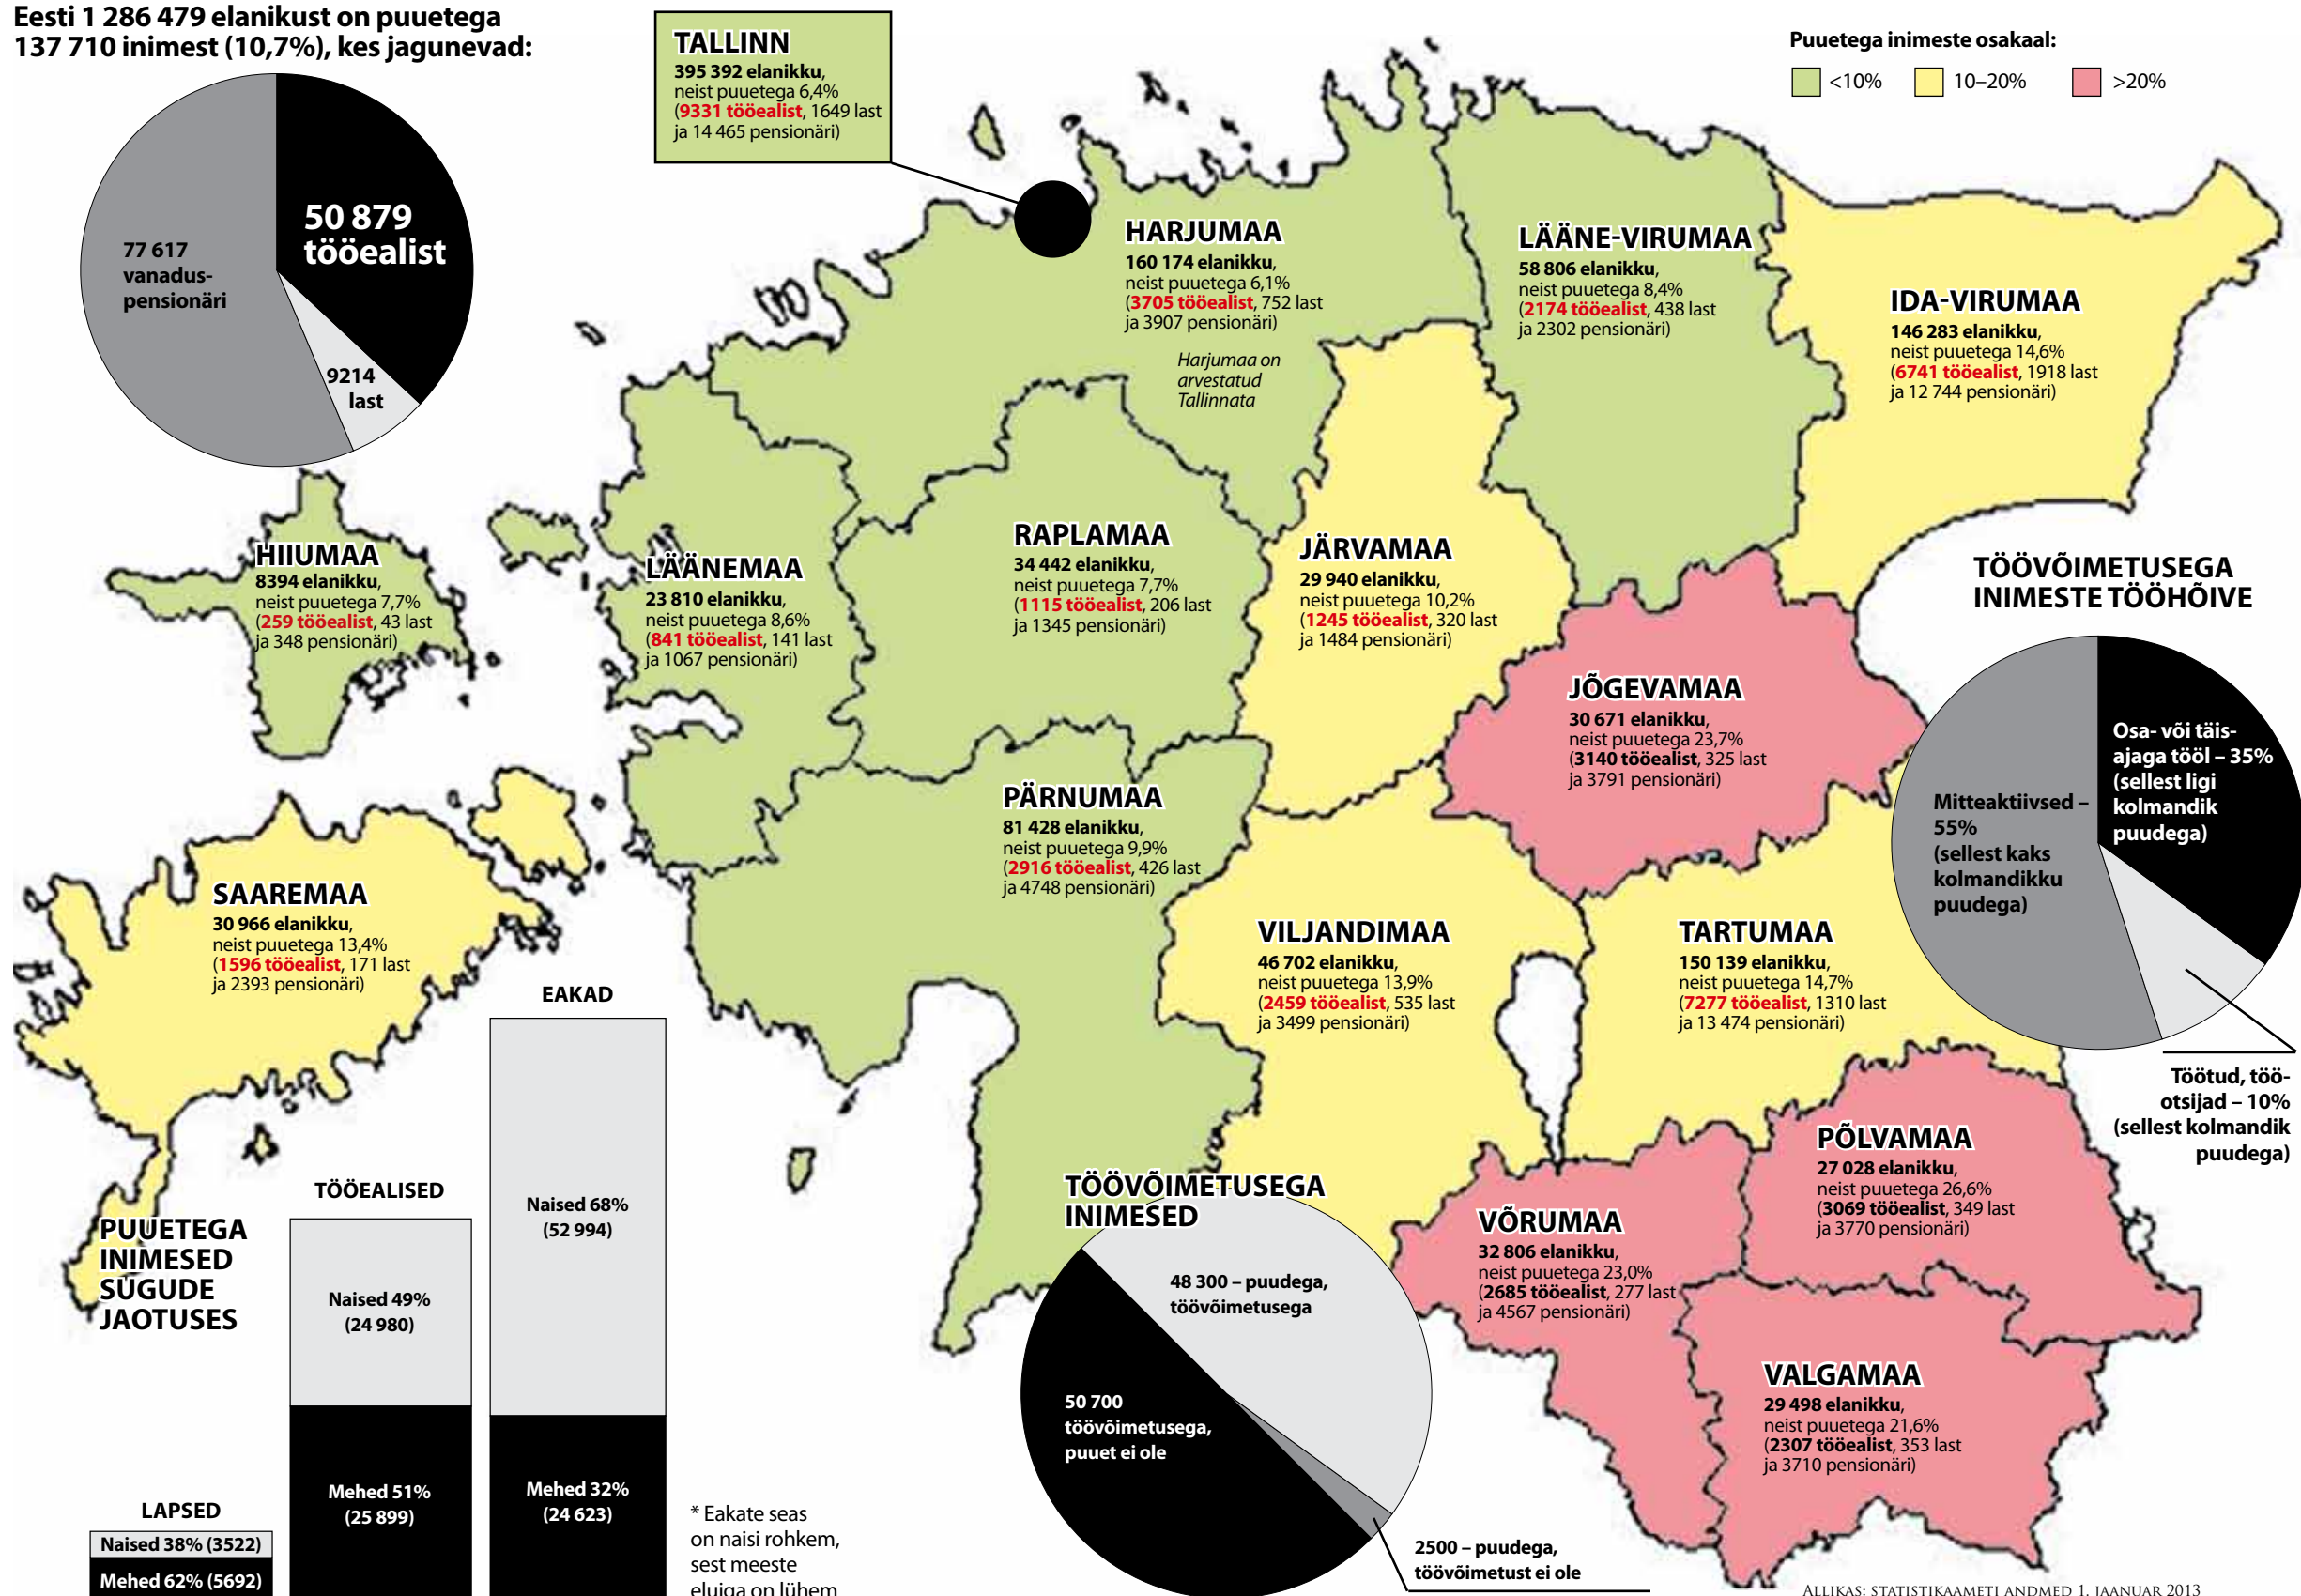 Eesti 1 286 479 elanikust on puuetega
137 710 inimest (10,7%), kes jagunevad:
50 879
tööealist
77 617
vanadus-
pensionäri
9214
last
TALLINN
395 392 elanikku,
neist puuetega 6,4%
(9331 tööealist, 1649 last
ja 14 465 pensionäri)
Puuetega inimeste osakaal:
<10%
10–20%
>20%
HARJUMAA
160 174 elanikku,
neist puuetega 6,1%
(3705 tööealist, 752 last
ja 3907 pensionäri)
Harjumaa on
arvestatud
Tallinnata
LÄÄNE-VIRUMAA
58 806 elanikku,
neist puuetega 8,4%
(2174 tööealist, 438 last
ja 2302 pensionäri)
IDA-VIRUMAA
146 283 elanikku,
neist puuetega 14,6%
(6741 tööealist, 1918 last
ja 12 744 pensionäri)
HIIUMAA
8394 elanikku,
neist puuetega 7,7%
(259 tööealist, 43 last
ja 348 pensionäri)
LÄÄNEMAA
23 810 elanikku,
neist puuetega 8,6%
(841 tööealist, 141 last
ja 1067 pensionäri)
RAPLAMAA
34 442 elanikku,
neist puuetega 7,7%
(1115 tööealist, 206 last
ja 1345 pensionäri)
JÄRVAMAA
29 940 elanikku,
neist puuetega 10,2%
(1245 tööealist, 320 last
ja 1484 pensionäri)
JÕGEVAMAA
30 671 elanikku,
neist puuetega 23,7%
(3140 tööealist, 325 last
ja 3791 pensionäri)
TÖÖVÕIMETUSEGA
INIMESTE TÖÖHÕIVE
Osa- või täis-
ajaga tööl – 35%
(sellest ligi
kolmandik
puudega)
Mitteaktiivsed –
55%
(sellest kaks
kolmandikku
puudega)
Töötud, töö-
otsijad – 10%
(sellest kolmandik
puudega)
SAAREMAA
30 966 elanikku,
neist puuetega 13,4%
(1596 tööealist, 171 last
ja 2393 pensionäri)
PÄRNUMAA
81 428 elanikku,
neist puuetega 9,9%
(2916 tööealist, 426 last
ja 4748 pensionäri)
VILJANDIMAA
46 702 elanikku,
neist puuetega 13,9%
(2459 tööealist, 535 last
ja 3499 pensionäri)
TARTUMAA
150 139 elanikku,
neist puuetega 14,7%
(7277 tööealist, 1310 last
ja 13 474 pensionäri)
PÕLVAMAA
27 028 elanikku,
neist puuetega 26,6%
(3069 tööealist, 349 last
ja 3770 pensionäri)
VÕRUMAA
32 806 elanikku,
neist puuetega 23,0%
(2685 tööealist, 277 last
ja 4567 pensionäri)
VALGAMAA
29 498 elanikku,
neist puuetega 21,6%
(2307 tööealist, 353 last
ja 3710 pensionäri)
PUUETEGA
INIMESED
SUGUDE
JAOTUSES
LAPSED
Naised 38% (3522)
Mehed 62% (5692)
TÖÖEALISED
Naised 49%
(24 980)
Mehed 51%
(25 899)
EAKAD
Naised 68%
(52 994)
Mehed 32%
(24 623)
* Eakate seas
on naisi rohkem,
sest meeste
eluiga on lühem
TÖÖVÕIMETUSEGA
INIMESED
48 300 – puudega,
töövõimetusega
50 700
töövõimetusega,
puuet ei ole
2500 – puudega,
töövõimetust ei ole
ALLIKAS: STATISTIKAAMETI ANDMED 1. JAANUAR 2013